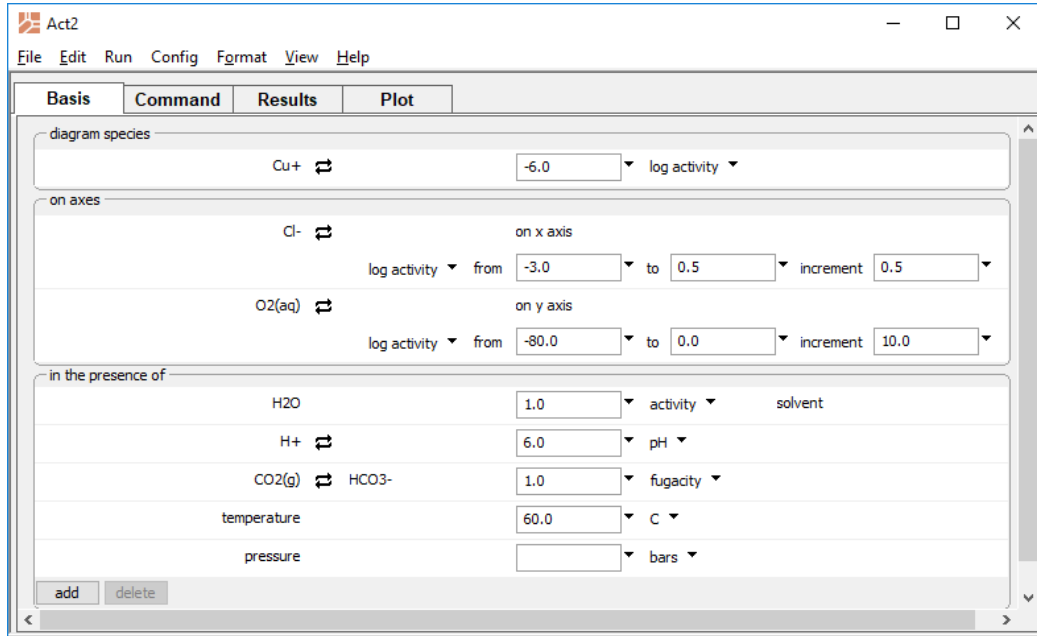 Act2
File Edit Run Config Format View Help
Basis Command Results Plot
diagram species
Cu+ -6.0 log activity
on axes
Cl- on x axis
log activity from -3.0 to 0.5 increment 0.5
O2(aq) on y axis
log activity from -80.0 to 0.0 increment 10.0
in the presence of
H2O 1.0 activity solvent
H+ 6.0 pH
CO2(g) HCO3- 1.0 fugacity
temperature 60.0 C
pressure bars
add delete